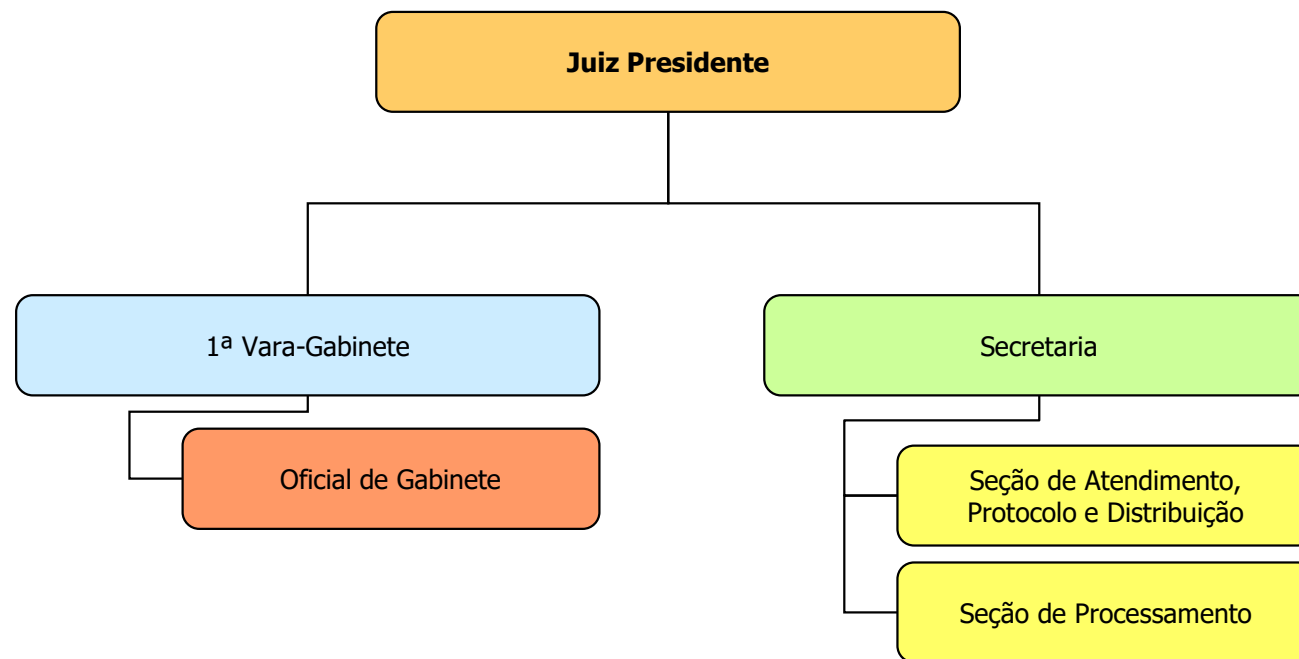 Juiz Presidente
1ª Vara-Gabinete
Secretaria
Oficial de Gabinete
Seção de Atendimento,
Protocolo e Distribuição
Seção de Processamento